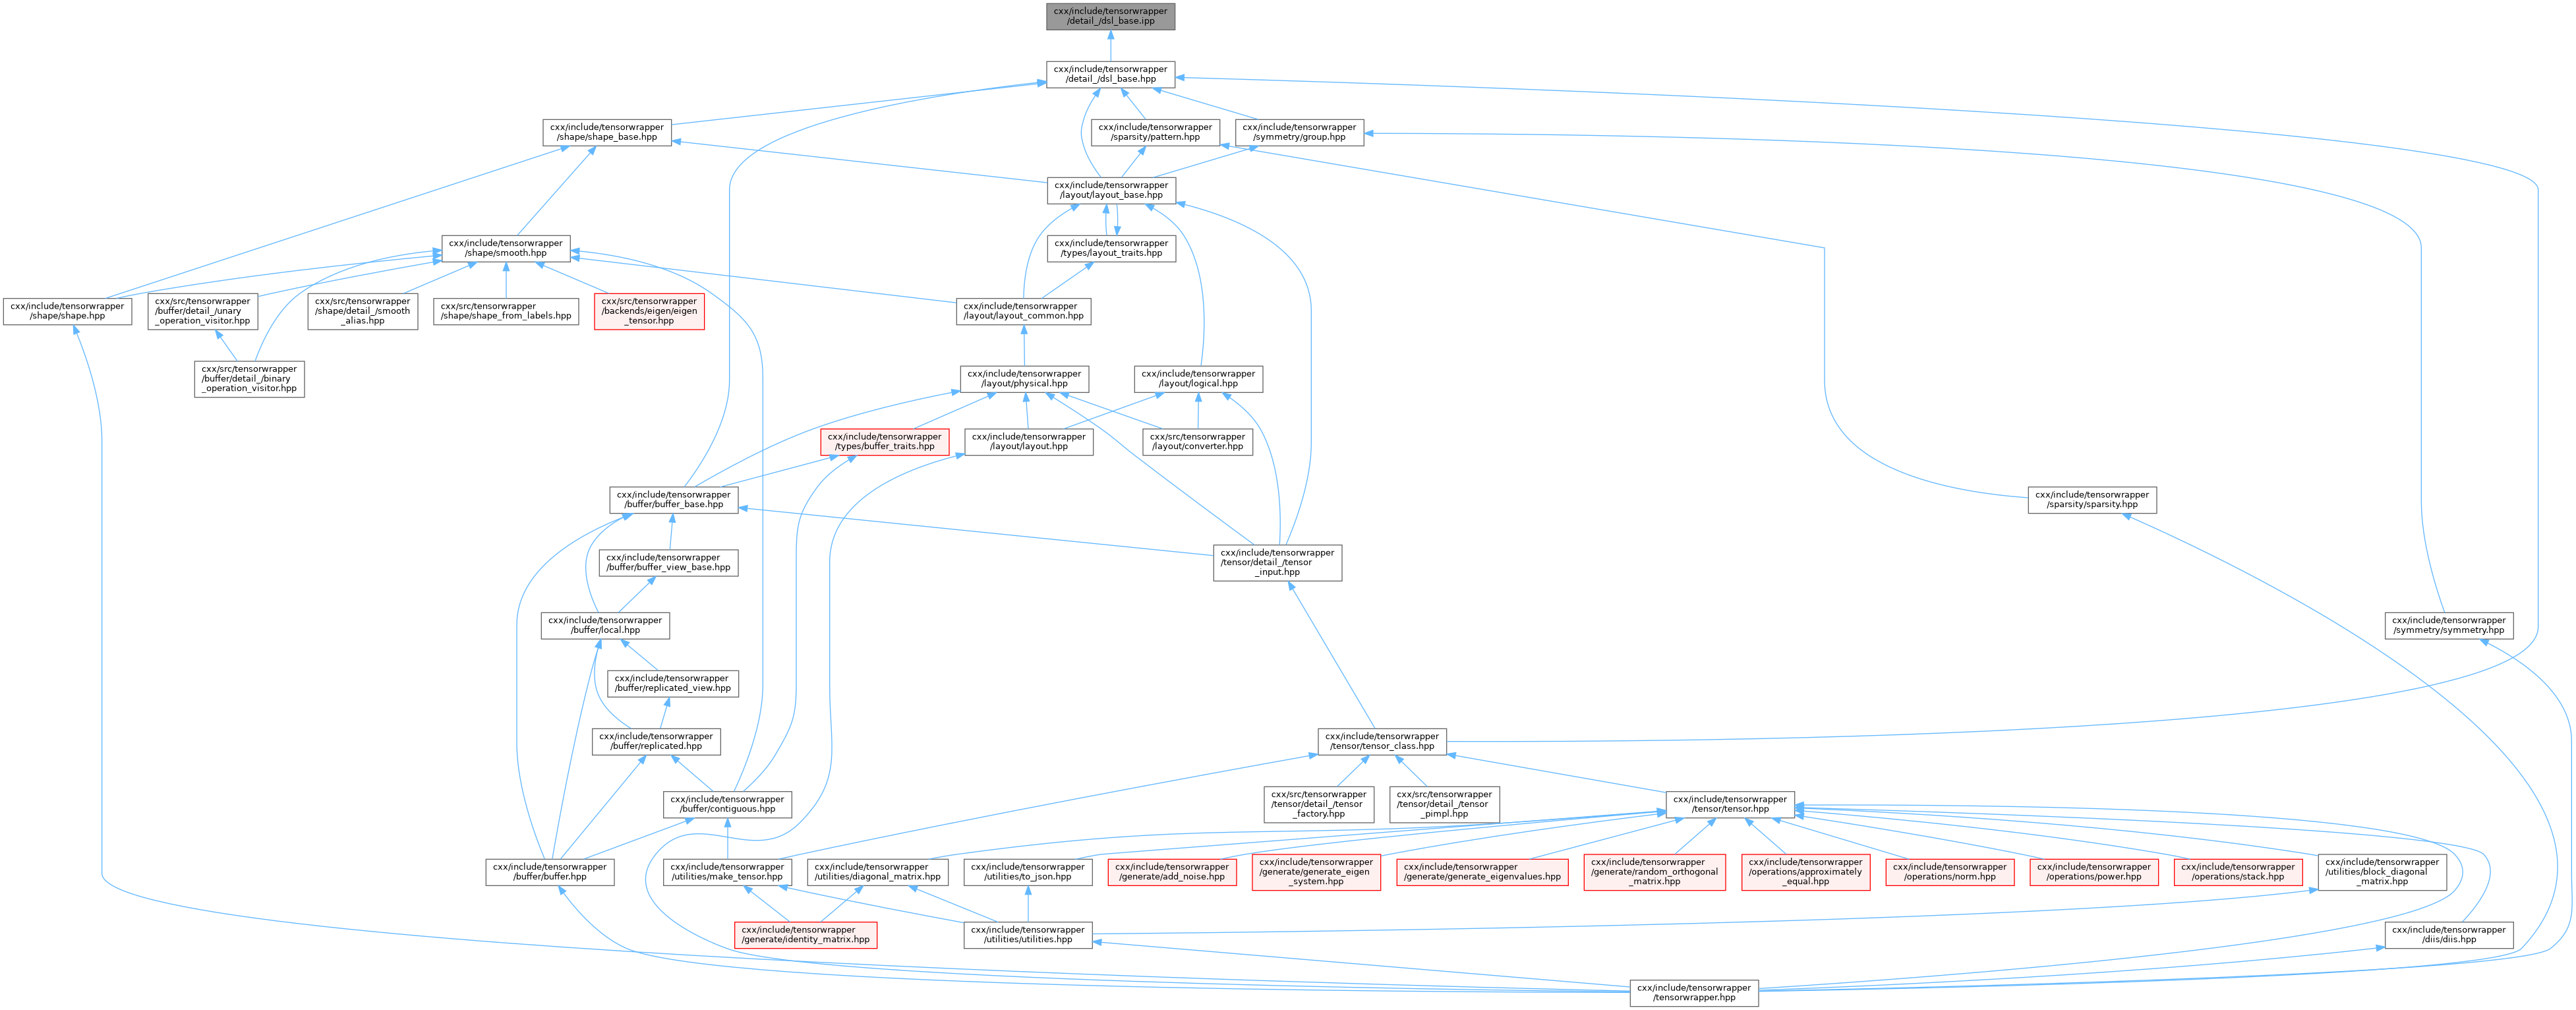 cxx/include/tensorwrapper
/detail_/dsl_base.ipp
cxx/include/tensorwrapper
/detail_/dsl_base.hpp
cxx/include/tensorwrapper
/shape/shape_base.hpp
cxx/include/tensorwrapper
/sparsity/pattern.hpp
cxx/include/tensorwrapper
/symmetry/group.hpp
cxx/include/tensorwrapper
/layout/layout_base.hpp
cxx/include/tensorwrapper
/shape/smooth.hpp
cxx/include/tensorwrapper
/types/layout_traits.hpp
cxx/include/tensorwrapper
/shape/shape.hpp
cxx/src/tensorwrapper
/buffer/detail_/unary
_operation_visitor.hpp
cxx/src/tensorwrapper
/shape/detail_/smooth
_alias.hpp
cxx/src/tensorwrapper
/shape/shape_from_labels.hpp
cxx/src/tensorwrapper
/backends/eigen/eigen
_tensor.hpp
cxx/include/tensorwrapper
/layout/layout_common.hpp
cxx/src/tensorwrapper
/buffer/detail_/binary
_operation_visitor.hpp
cxx/include/tensorwrapper
/layout/physical.hpp
cxx/include/tensorwrapper
/layout/logical.hpp
cxx/include/tensorwrapper
/types/buffer_traits.hpp
cxx/include/tensorwrapper
/layout/layout.hpp
cxx/src/tensorwrapper
/layout/converter.hpp
cxx/include/tensorwrapper
/buffer/buffer_base.hpp
cxx/include/tensorwrapper
/sparsity/sparsity.hpp
cxx/include/tensorwrapper
/buffer/buffer_view_base.hpp
cxx/include/tensorwrapper
/tensor/detail_/tensor
_input.hpp
cxx/include/tensorwrapper
/buffer/local.hpp
cxx/include/tensorwrapper
/symmetry/symmetry.hpp
cxx/include/tensorwrapper
/buffer/replicated_view.hpp
cxx/include/tensorwrapper
/buffer/replicated.hpp
cxx/include/tensorwrapper
/tensor/tensor_class.hpp
cxx/include/tensorwrapper
/buffer/contiguous.hpp
cxx/src/tensorwrapper
/tensor/detail_/tensor
_factory.hpp
cxx/src/tensorwrapper
/tensor/detail_/tensor
_pimpl.hpp
cxx/include/tensorwrapper
/tensor/tensor.hpp
cxx/include/tensorwrapper
/buffer/buffer.hpp
cxx/include/tensorwrapper
/utilities/make_tensor.hpp
cxx/include/tensorwrapper
/utilities/diagonal_matrix.hpp
cxx/include/tensorwrapper
/utilities/to_json.hpp
cxx/include/tensorwrapper
/generate/add_noise.hpp
cxx/include/tensorwrapper
/generate/generate_eigen
_system.hpp
cxx/include/tensorwrapper
/generate/generate_eigenvalues.hpp
cxx/include/tensorwrapper
/generate/random_orthogonal
_matrix.hpp
cxx/include/tensorwrapper
/operations/approximately
_equal.hpp
cxx/include/tensorwrapper
/operations/norm.hpp
cxx/include/tensorwrapper
/operations/power.hpp
cxx/include/tensorwrapper
/operations/stack.hpp
cxx/include/tensorwrapper
/utilities/block_diagonal
_matrix.hpp
cxx/include/tensorwrapper
/generate/identity_matrix.hpp
cxx/include/tensorwrapper
/utilities/utilities.hpp
cxx/include/tensorwrapper
/diis/diis.hpp
cxx/include/tensorwrapper
/tensorwrapper.hpp